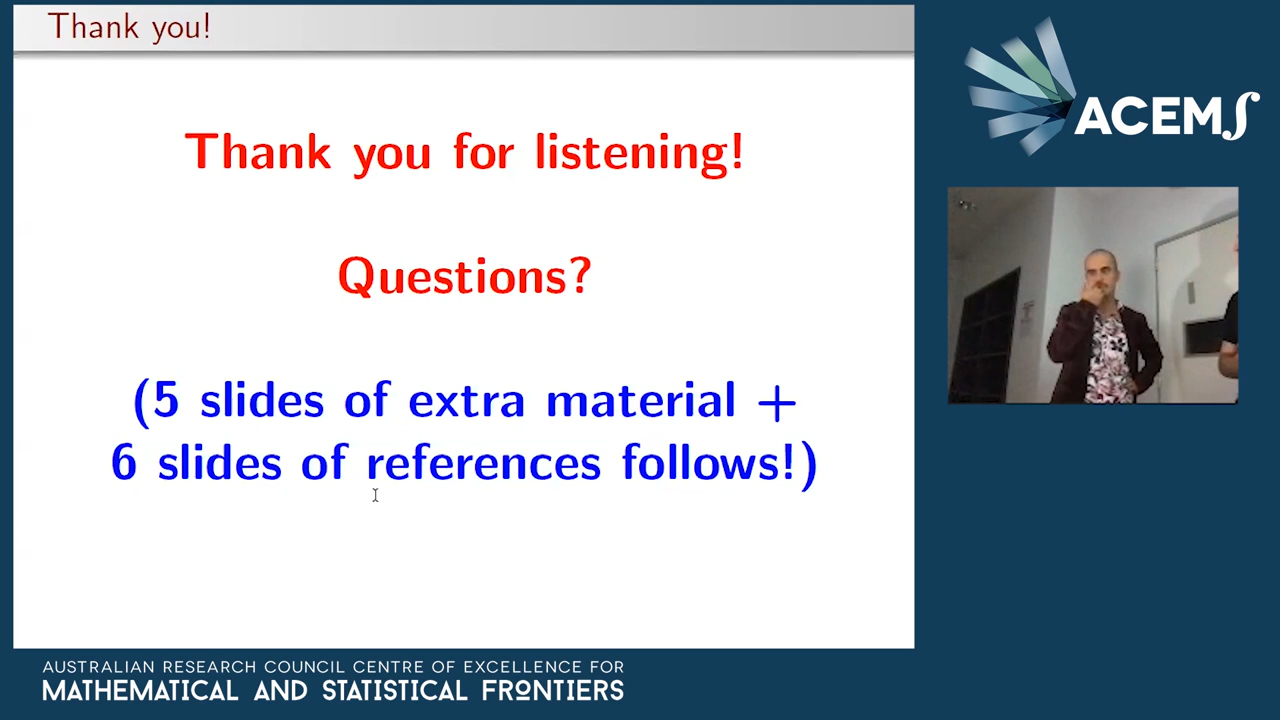 Thank you!
Thank you for listening!
Questions?
(5 slides of extra material +
6 slides of references follows!)
ACEMS
AUSTRALIAN RESEARCH COUNCIL CENTRE OF EXCELLENCE FOR
MATHEMATICAL AND STATISTICAL FRONTIERS